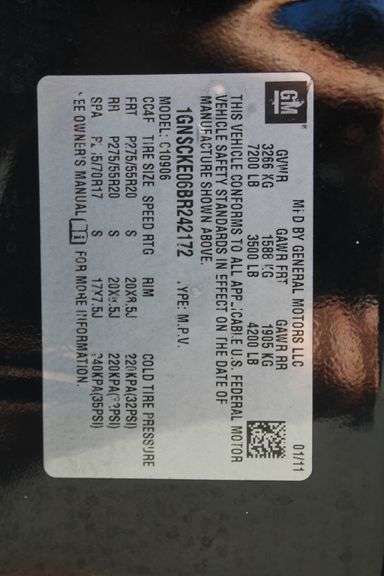 GM
MFD BY GENERAL MOTORS LLC 01/11
GVWR GAWR FRT GAWR RR
3266 KG 1588 KG 1905 KG
7200 LB 3500 LB 4200 LB
THIS VEHICLE CONFORMS TO ALL APPLICABLE U.S. FEDERAL MOTOR
VEHICLE SAFETY STANDARDS IN EFFECT ON THE DATE OF
MANUFACTURE SHOWN ABOVE.
1GNSCKE06BR242172 TYPE: M.P.V.
MODEL: C10906
CC4F TIRE SIZE SPEED RTG RIM COLD TIRE PRESSURE
FRT P275/55R20 S 20X8.5J 220KPA(32PSI)
RR P275/55R20 S 20X8.5J 220KPA(32PSI)
SPA P265/70R17 S 17X7.5J 240KPA(35PSI)
SEE OWNER'S MANUAL FOR MORE INFORMATION.